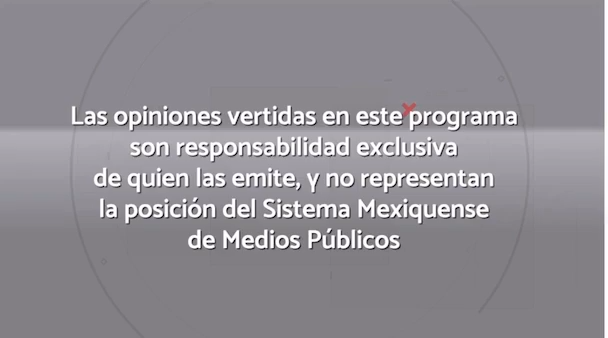 Las opiniones vertidas en este programa
son responsabilidad exclusiva
de quien las emite, y no representan
la posición del Sistema Mexiquense
de Medios Públicos